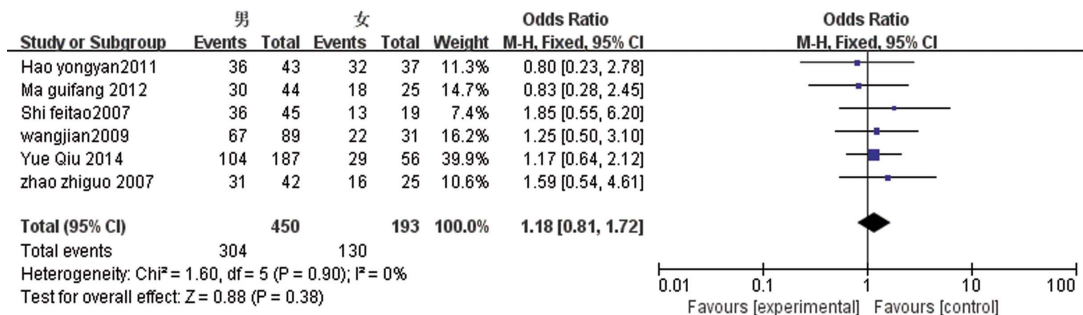 男 女 Odds Ratio Odds Ratio
Study or Subgroup Events Total Events Total Weight M-H, Fixed, 95% CI M-H, Fixed, 95% CI
Hao yongyan2011 36 43 32 37 11.3% 0.80 [0.23, 2.78]
Ma guifang 2012 30 44 18 25 14.7% 0.83 [0.28, 2.45]
Shi feitao2007 36 45 13 19 7.4% 1.85 [0.55, 6.20]
wangjian2009 67 89 22 31 16.2% 1.25 [0.50, 3.10]
Yue Qiu 2014 104 187 29 56 39.9% 1.17 [0.64, 2.12]
zhao zhiguo 2007 31 42 16 25 10.6% 1.59 [0.54, 4.61]
Total (95% CI) 450 193 100.0% 1.18 [0.81, 1.72]
Total events 304 130
Heterogeneity: Chi² = 1.60, df = 5 (P = 0.90); I² = 0%
Test for overall effect: Z = 0.88 (P = 0.38)
0.01 0.1 1 10 100
Favours [experimental] Favours [control]